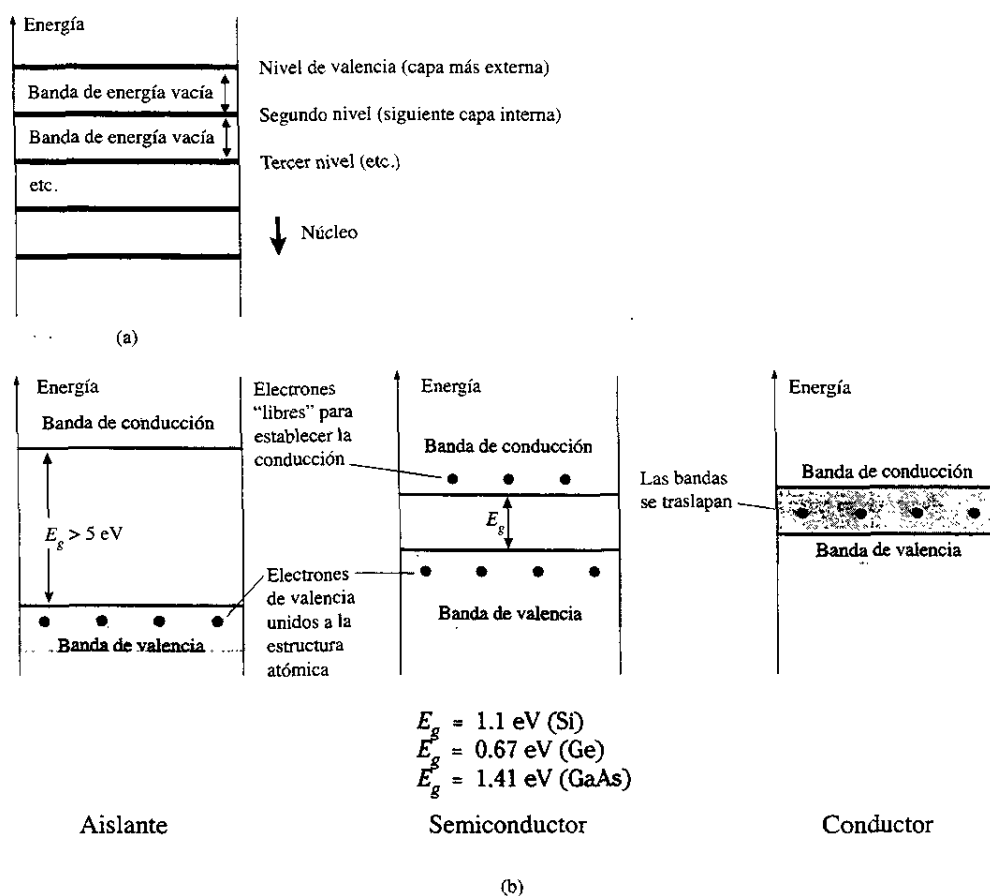 Energía
Nivel de valencia (capa más externa)
Banda de energía vacía
Segundo nivel (siguiente capa interna)
Banda de energía vacía
Tercer nivel (etc.)
etc.
Núcleo
(a)
Energía
Banda de conducción
E_g > 5 eV
Banda de valencia
Electrones
"libres" para
establecer la
conducción
Electrones
de valencia
unidos a la
estructura
atómica
Energía
Banda de conducción
E_g
Banda de valencia
Energía
Las bandas
se traslapan
Banda de conducción
Banda de valencia
E_g = 1.1 eV (Si)
E_g = 0.67 eV (Ge)
E_g = 1.41 eV (GaAs)
Aislante
Semiconductor
Conductor
(b)